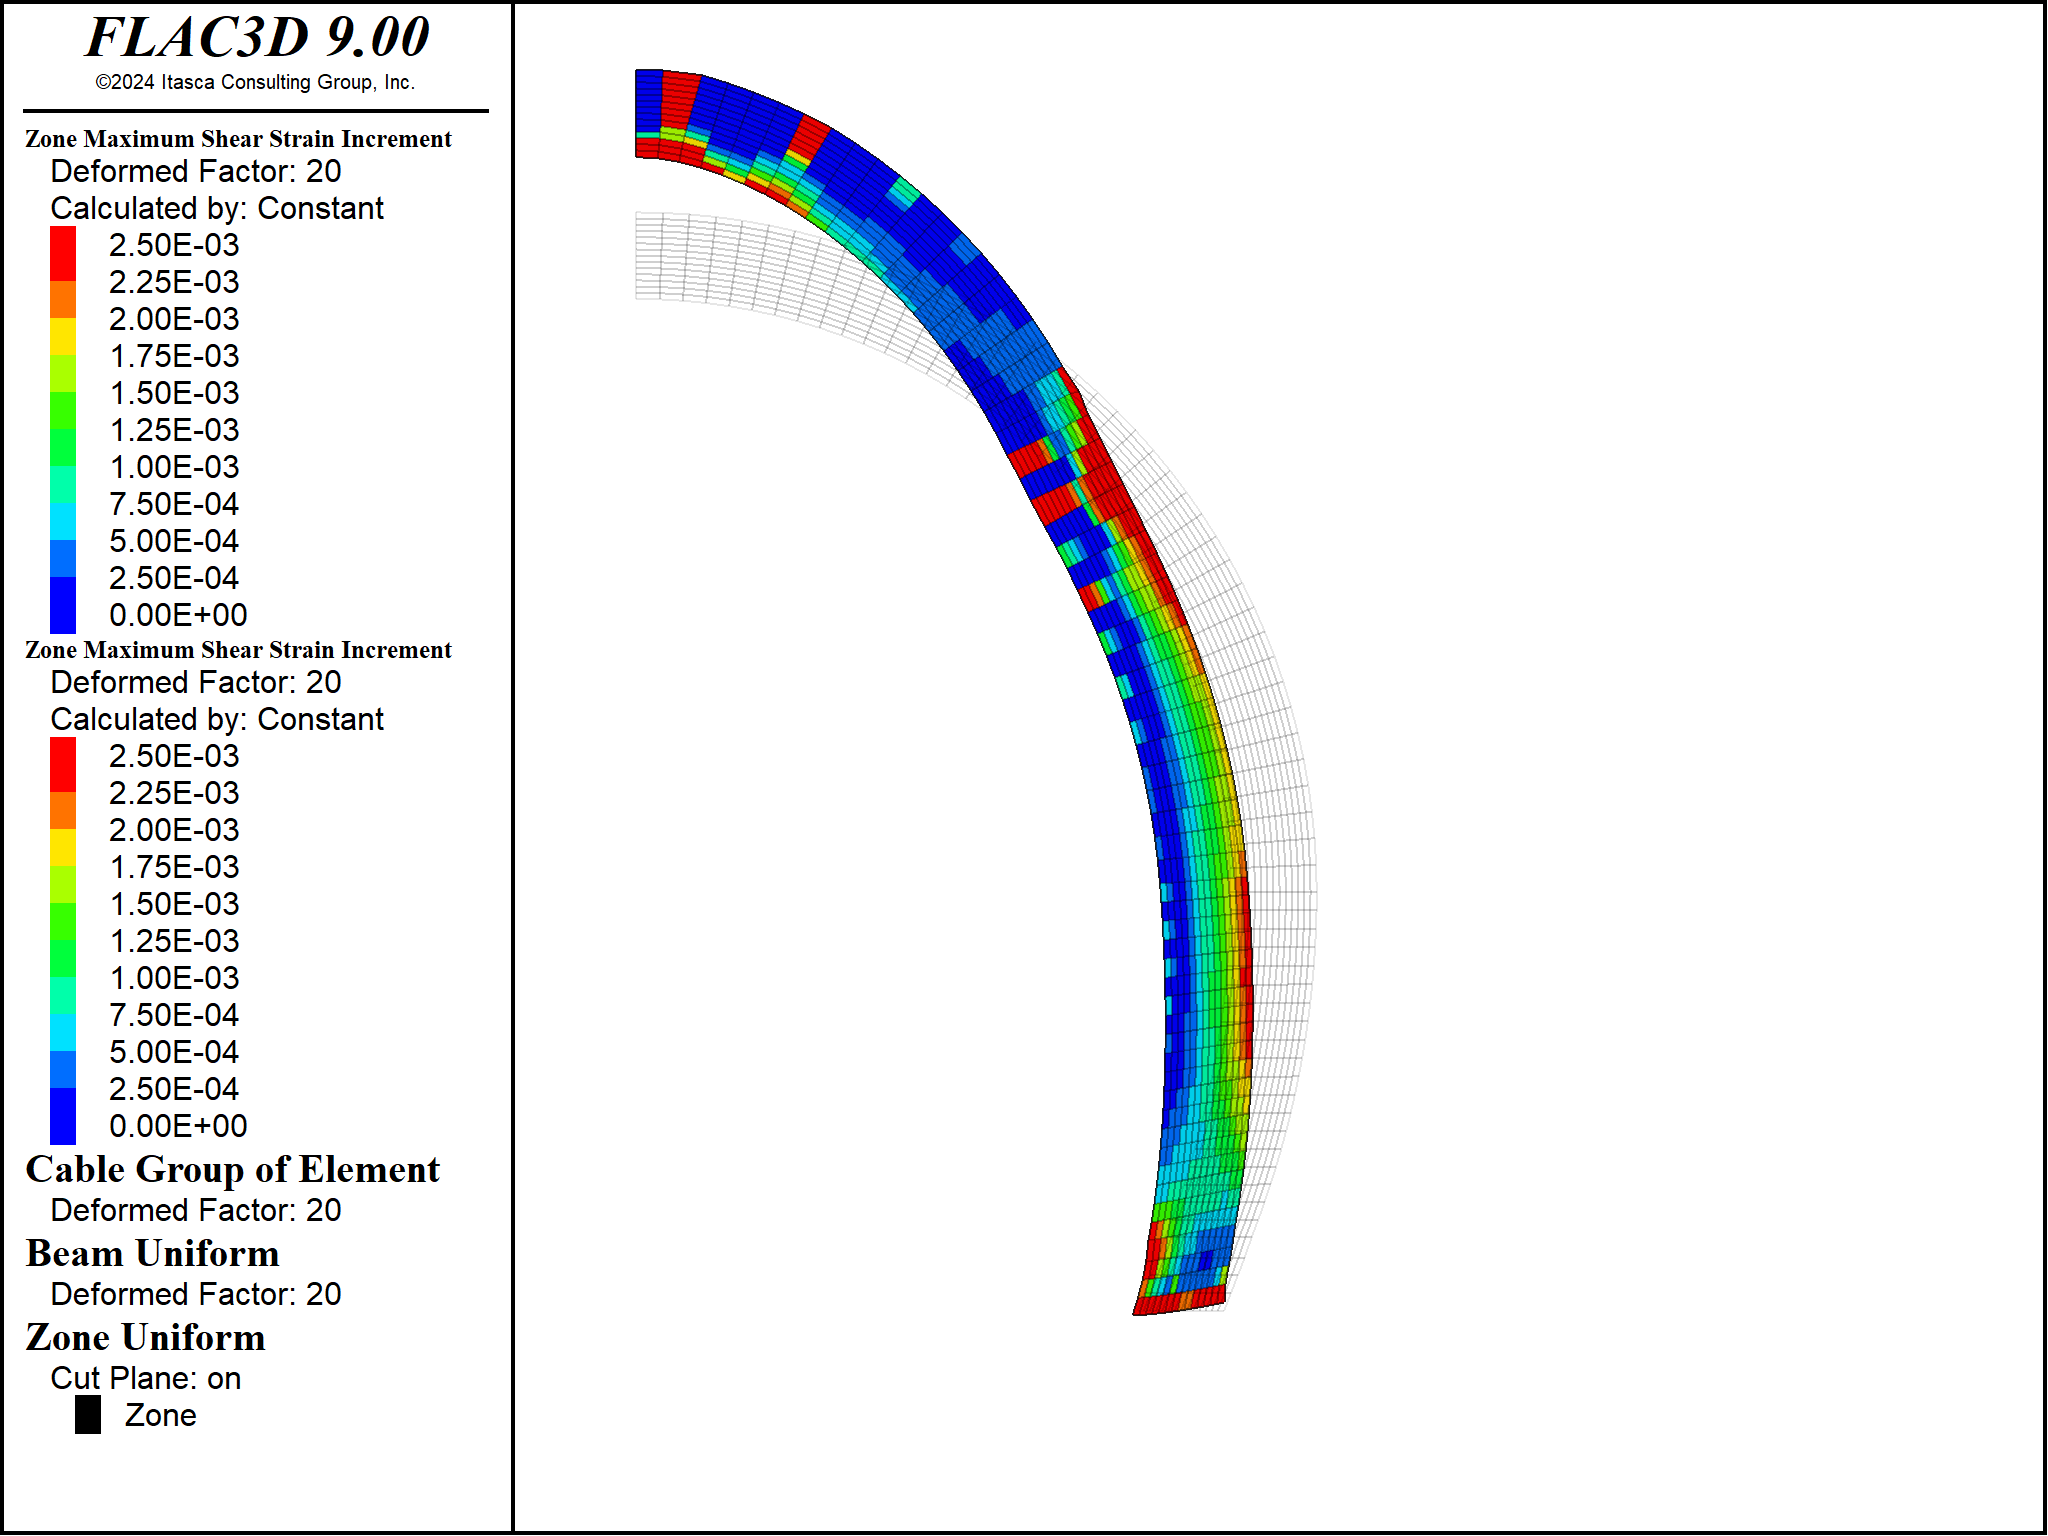 FLAC3D 9.00
©2024 Itasca Consulting Group, Inc.
Zone Maximum Shear Strain Increment
Deformed Factor: 20
Calculated by: Constant
2.50E-03
2.25E-03
2.00E-03
1.75E-03
1.50E-03
1.25E-03
1.00E-03
7.50E-04
5.00E-04
2.50E-04
0.00E+00
Zone Maximum Shear Strain Increment
Deformed Factor: 20
Calculated by: Constant
2.50E-03
2.25E-03
2.00E-03
1.75E-03
1.50E-03
1.25E-03
1.00E-03
7.50E-04
5.00E-04
2.50E-04
0.00E+00
Cable Group of Element
Deformed Factor: 20
Beam Uniform
Deformed Factor: 20
Zone Uniform
Cut Plane: on
Zone